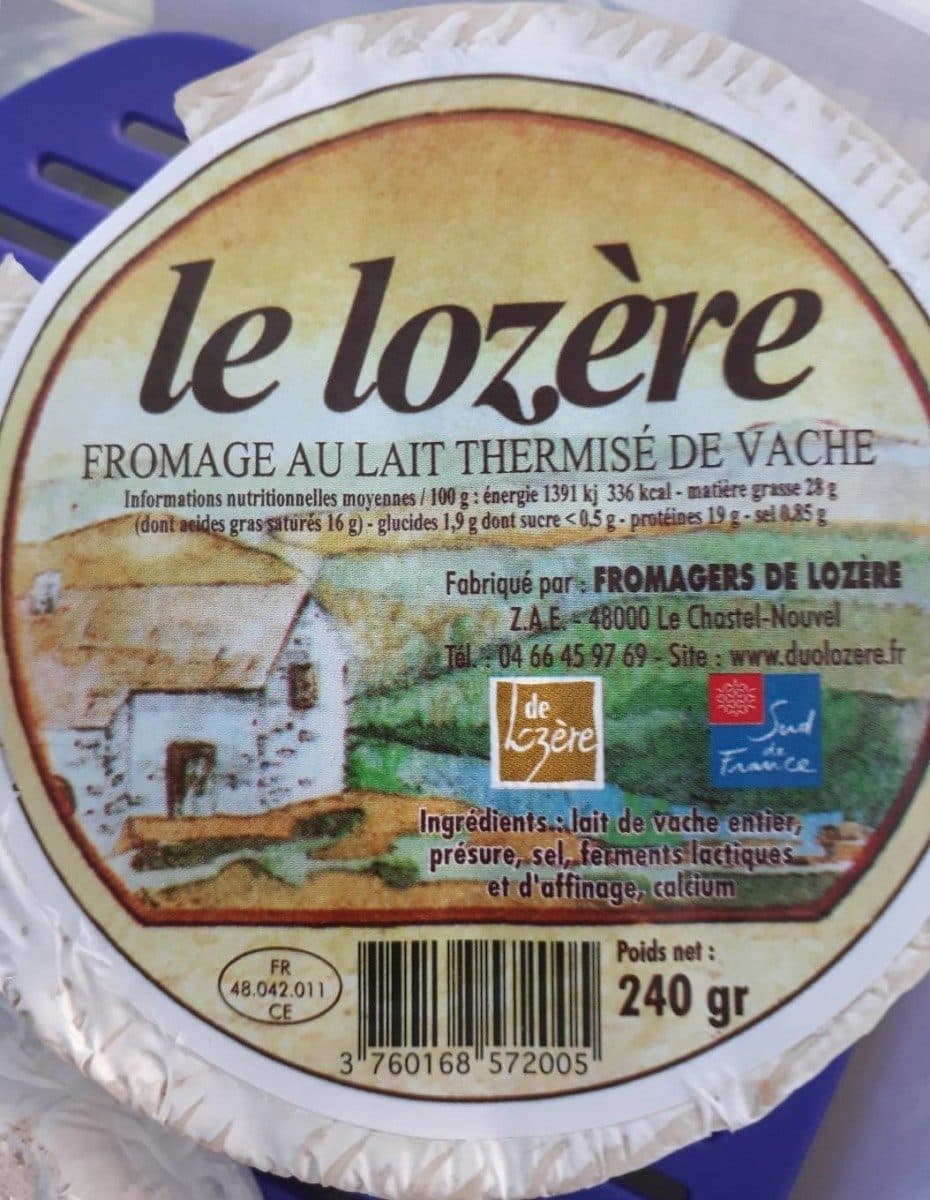 le lozère
FROMAGE AU LAIT THERMISÉ DE VACHE
Informations nutritionnelles moyennes / 100 g : énergie 1391 kj 336 kcal - matière grasse 28 g
(dont acides gras saturés 16 g) - glucides 1,9 g dont sucre < 0,5 g - protéines 19 g - sel 0.85 g
Fabriqué par : FROMAGERS DE LOZÈRE
Z.A.E. - 48000 Le Chastel-Nouvel
Tél. : 04 66 45 97 69 - Site : www.duolozere.fr
de
Lozère
Sud
de
France
Ingrédients : lait de vache entier,
présure, sel, ferments lactiques
et d'affinage, calcium
FR
48.042.011
CE
Poids net :
240 gr
3 760168 572005